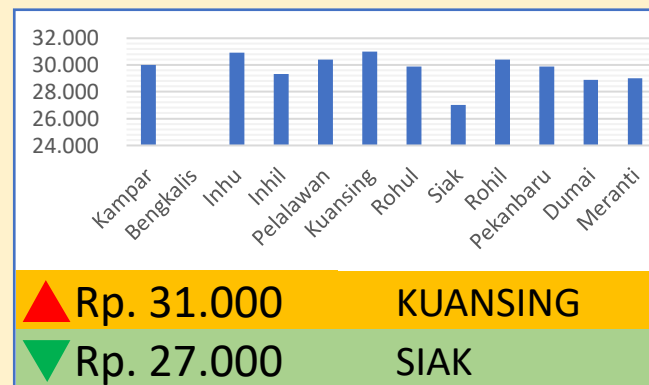 32.000
30.000
28.000
26.000
24.000
Kampar
Bengkalis
Inhu
Inhil
Pelalawan
Kuansing
Rohul
Siak
Rohil
Pekanbaru
Dumai
Meranti
Rp. 31.000 KUANSING
Rp. 27.000 SIAK